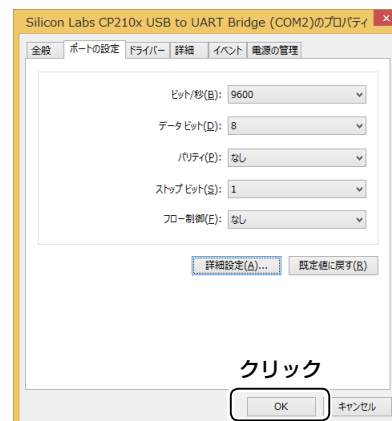 Silicon Labs CP210x USB to UART Bridge (COM2)のプロパティ ×
全般 ポートの設定 ドライバー 詳細 イベント 電源の管理
ビット/秒(B): 9600
データ ビット(D): 8
パリティ(P): なし
ストップ ビット(S): 1
フロー制御(F): なし
詳細設定(A)... 既定値に戻す(R)
クリック
OK キャンセル